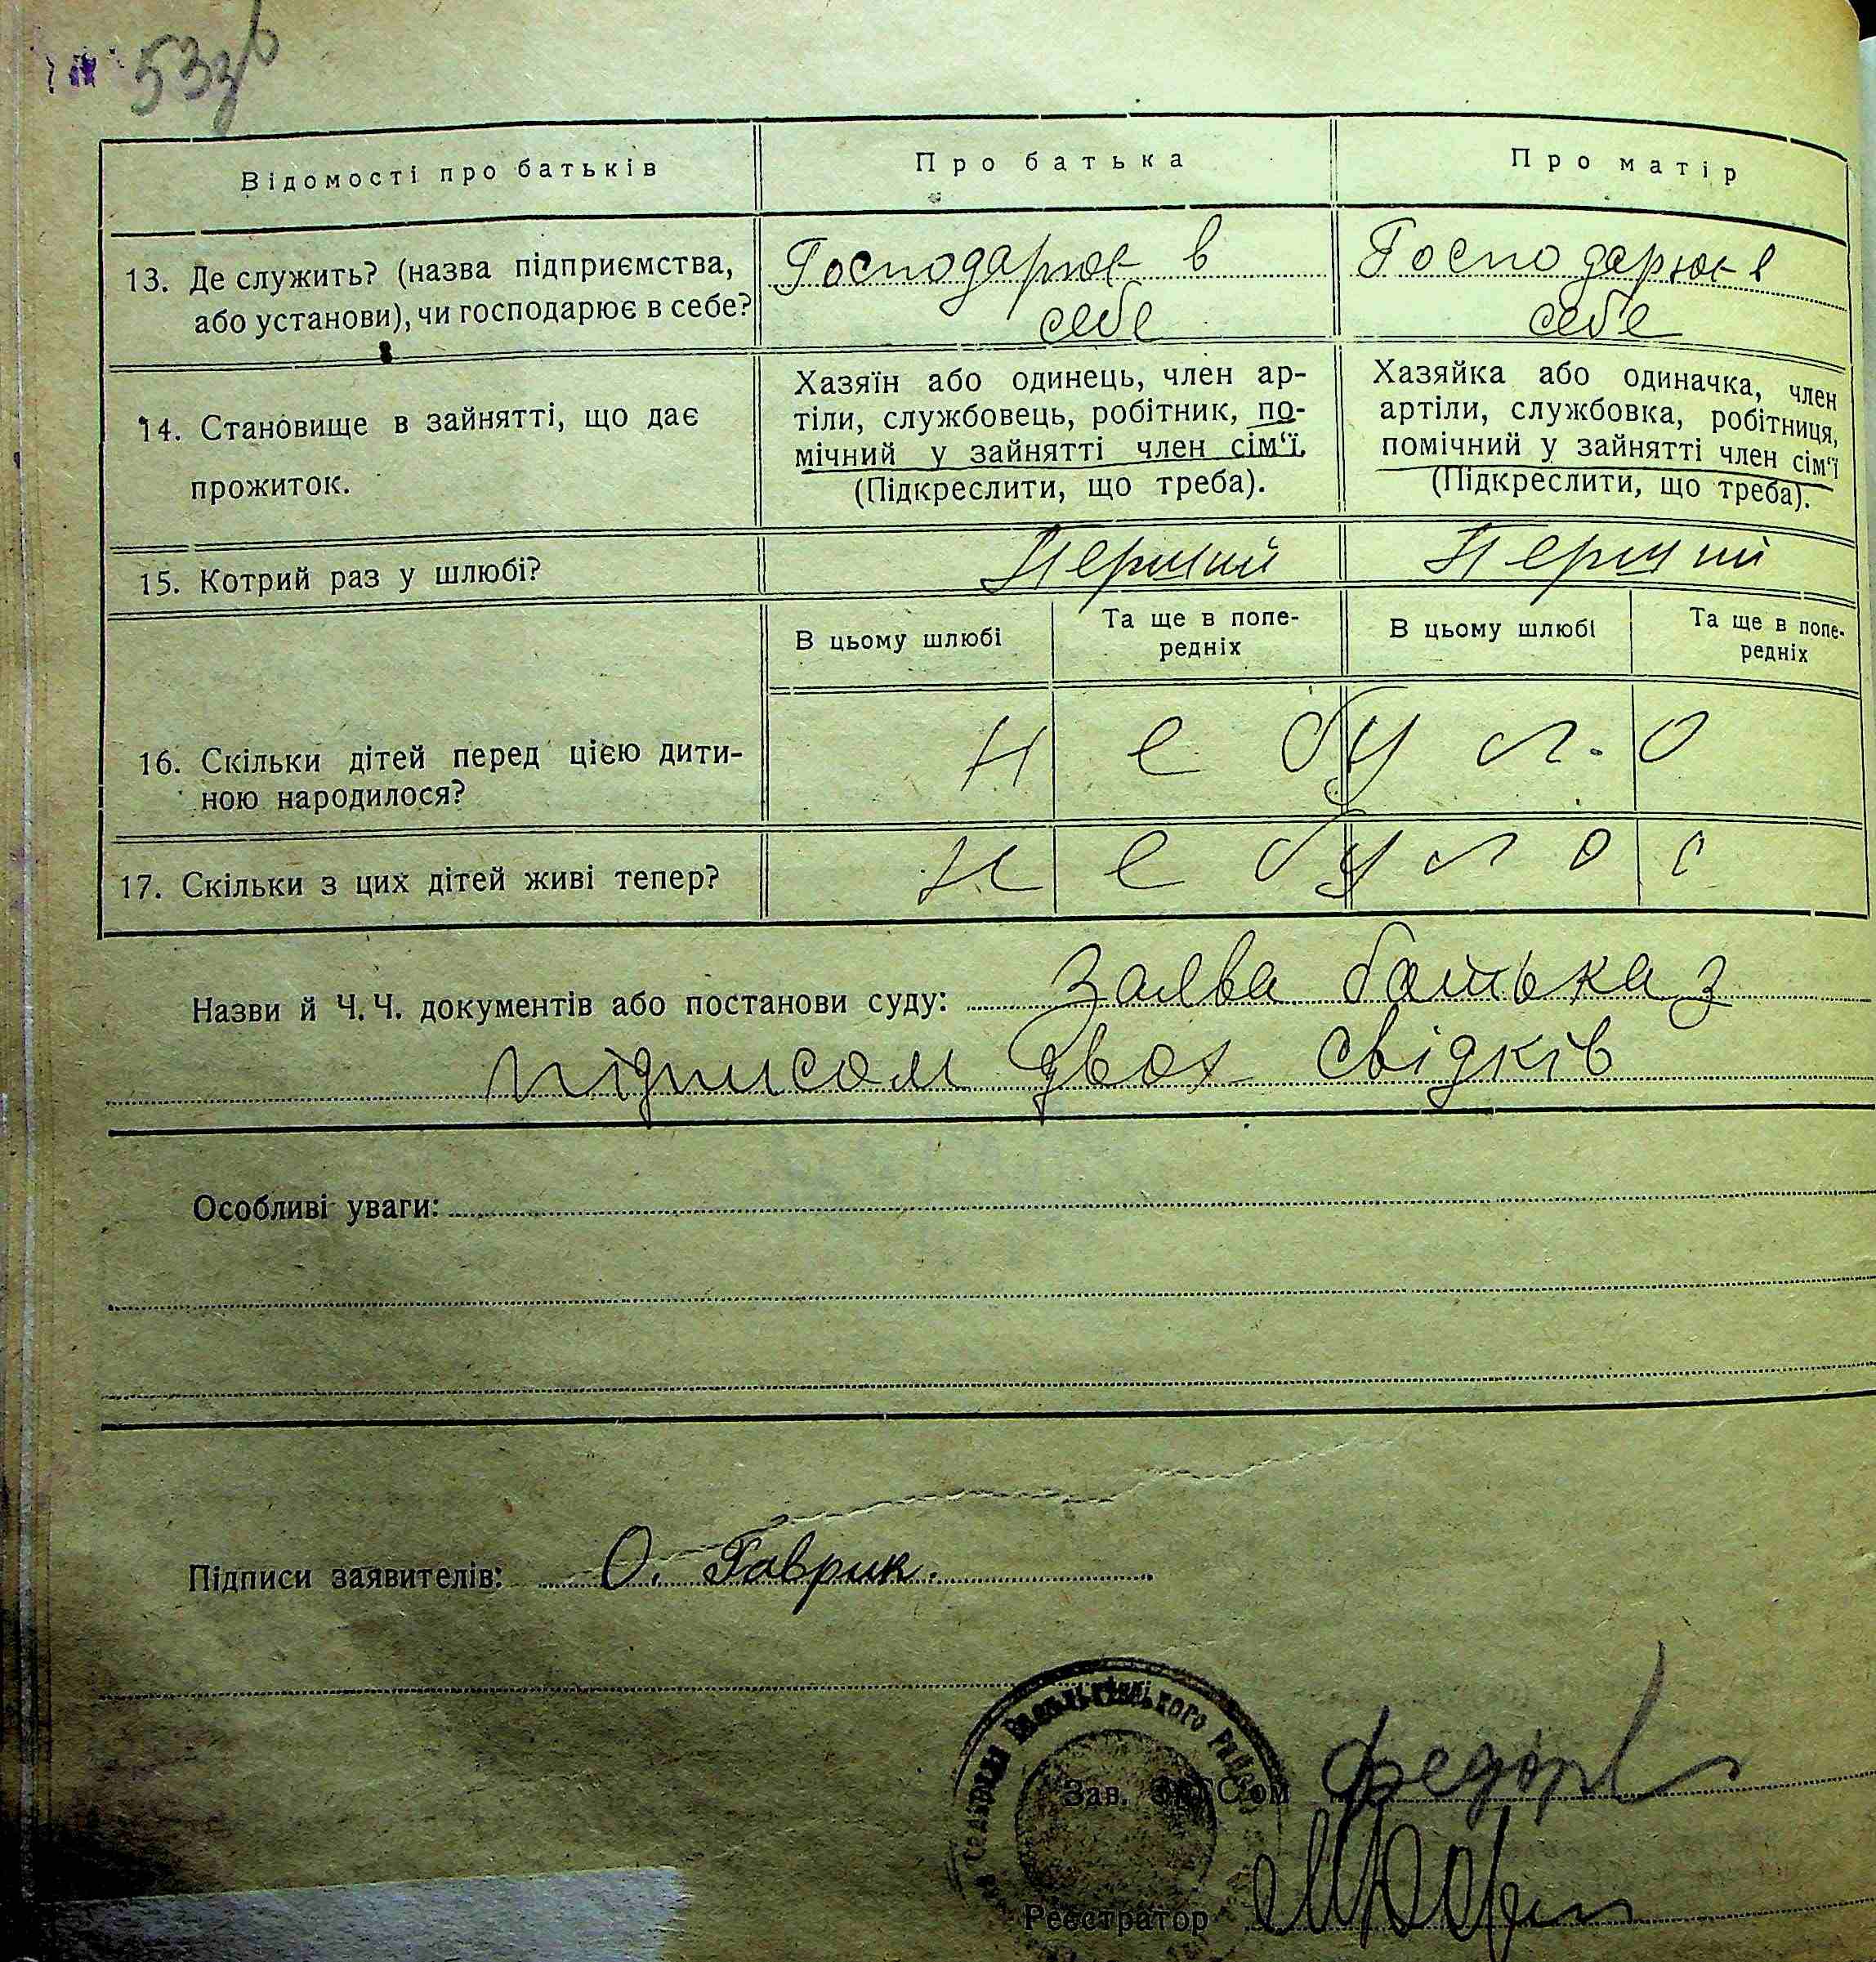 53зв
Відомості про батьків Про батька Про матір
13. Де служить? (назва підприємства, Господарює в Господарює в
або установи), чи господарює в себе? себе себе
14. Становище в зайнятті, що дає прожиток.
Хазяїн або одинець, член ар-
тіли, службовець, робітник, по-
мічний у зайнятті член сім'ї.
(Підкреслити, що треба).
Хазяйка або одиначка, член
артіли, службовка, робітниця,
помічний у зайнятті член сім'ї
(Підкреслити, що треба).
15. Котрий раз у шлюбі? Перший Перший
В цьому шлюбі Та ще в попе-
редніх В цьому шлюбі Та ще в попе-
редніх
16. Скільки дітей перед цією дити-
ною народилося? не було
17. Скільки з цих дітей живі тепер? не було
Назви й Ч.Ч. документів або постанови суду: Заява батька з
підписом двох свідків
Особливі уваги:
Підписи заявителів: О. Гаврик.
Зав. ЗАГСом
Реєстратор